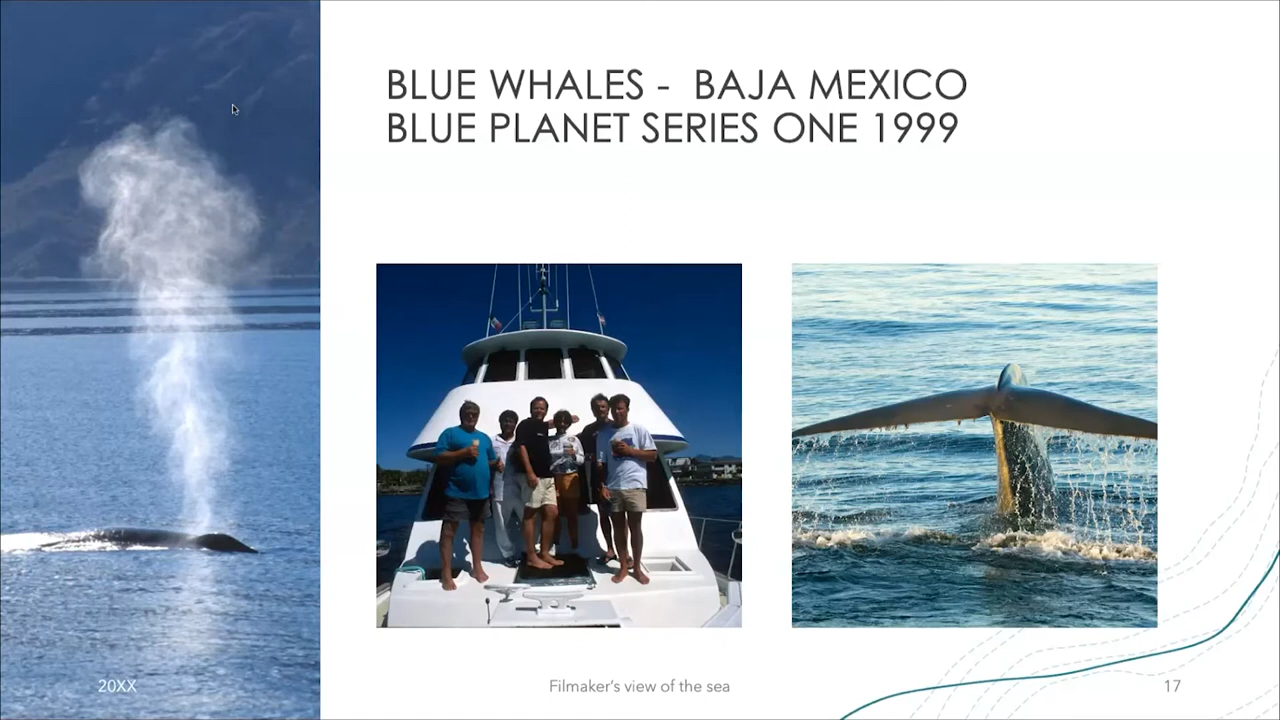 BLUE WHALES - BAJA MEXICO
BLUE PLANET SERIES ONE 1999
20XX
Filmaker's view of the sea
17